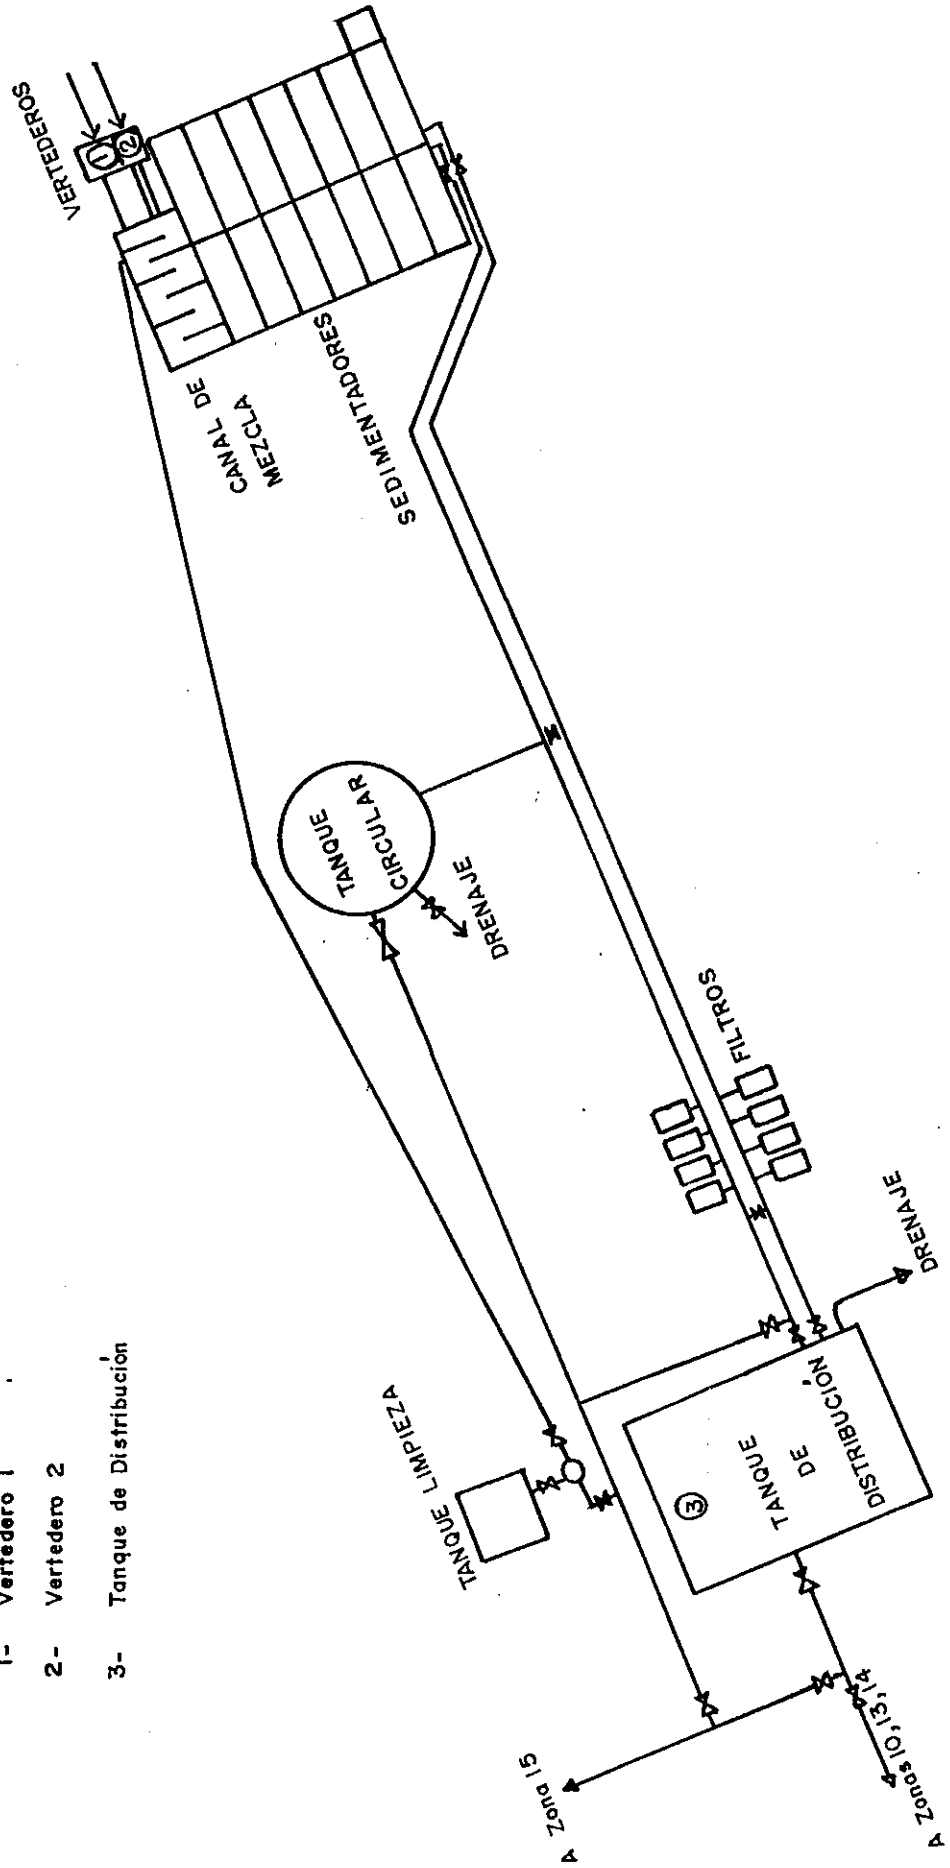 1- Vertedero 1
2- Vertedero 2
3- Tanque de Distribución
VERTEDEROS
1
2
CANAL DE
MEZCLA
SEDIMENTADORES
TANQUE
CIRCULAR
DRENAJE
FILTROS
DRENAJE
TANQUE LIMPIEZA
3
TANQUE
DE
DISTRIBUCIÓN
A Zona 15
A Zonas 10,13,14